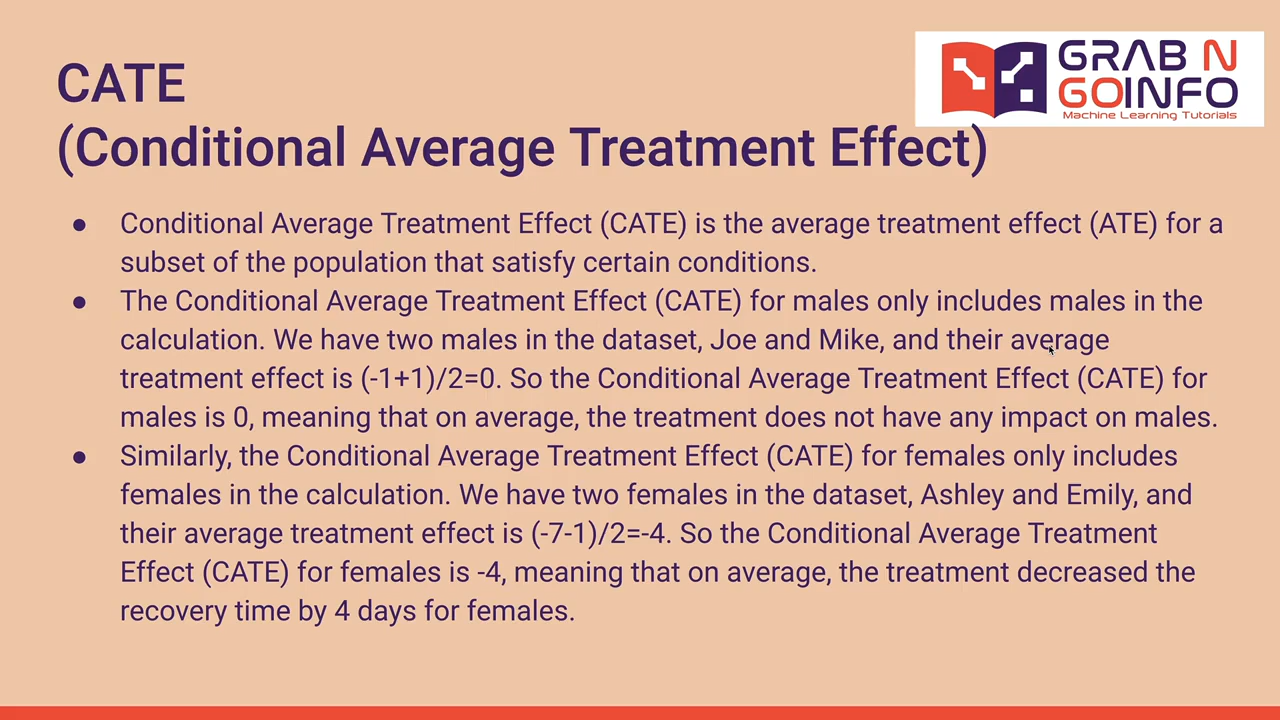 CATE
(Conditional Average Treatment Effect)
GRAB N
GOINFO
Machine Learning Tutorials
● Conditional Average Treatment Effect (CATE) is the average treatment effect (ATE) for a
subset of the population that satisfy certain conditions.
● The Conditional Average Treatment Effect (CATE) for males only includes males in the
calculation. We have two males in the dataset, Joe and Mike, and their average
treatment effect is (-1+1)/2=0. So the Conditional Average Treatment Effect (CATE) for
males is 0, meaning that on average, the treatment does not have any impact on males.
● Similarly, the Conditional Average Treatment Effect (CATE) for females only includes
females in the calculation. We have two females in the dataset, Ashley and Emily, and
their average treatment effect is (-7-1)/2=-4. So the Conditional Average Treatment
Effect (CATE) for females is -4, meaning that on average, the treatment decreased the
recovery time by 4 days for females.